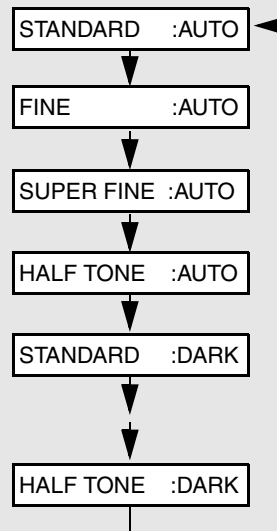 STANDARD :AUTO
FINE :AUTO
SUPER FINE :AUTO
HALF TONE :AUTO
STANDARD :DARK
HALF TONE :DARK